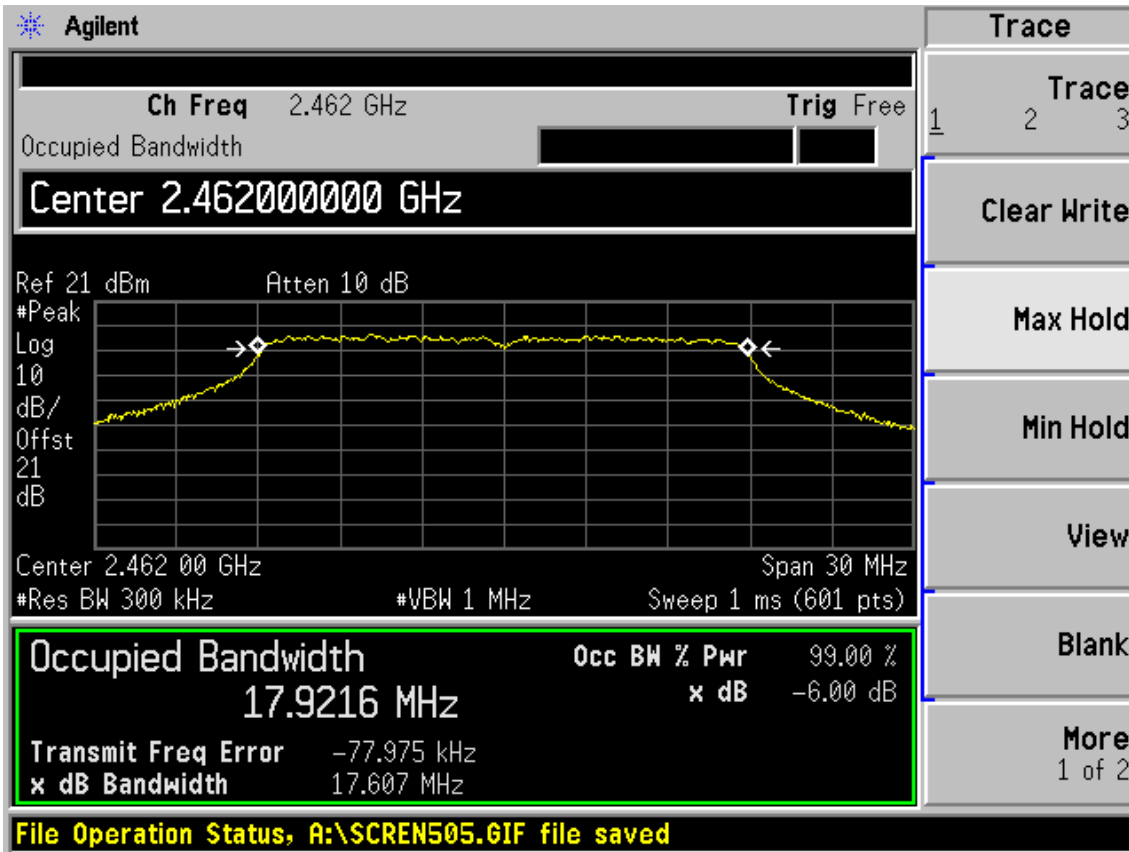 Agilent
Trace
Ch Freq 2.462 GHz Trig Free
Occupied Bandwidth
Center 2.462000000 GHz
Ref 21 dBm Atten 10 dB
#Peak
Log
10
dB/
Offst
21
dB
Center 2.462 00 GHz Span 30 MHz
#Res BW 300 kHz #VBW 1 MHz Sweep 1 ms (601 pts)
Occupied Bandwidth
17.9216 MHz
Occ BW % Pwr 99.00 %
x dB -6.00 dB
Transmit Freq Error -77.975 kHz
x dB Bandwidth 17.607 MHz
File Operation Status, A:\SCREN505.GIF file saved
Trace
1 2 3
Clear Write
Max Hold
Min Hold
View
Blank
More
1 of 2